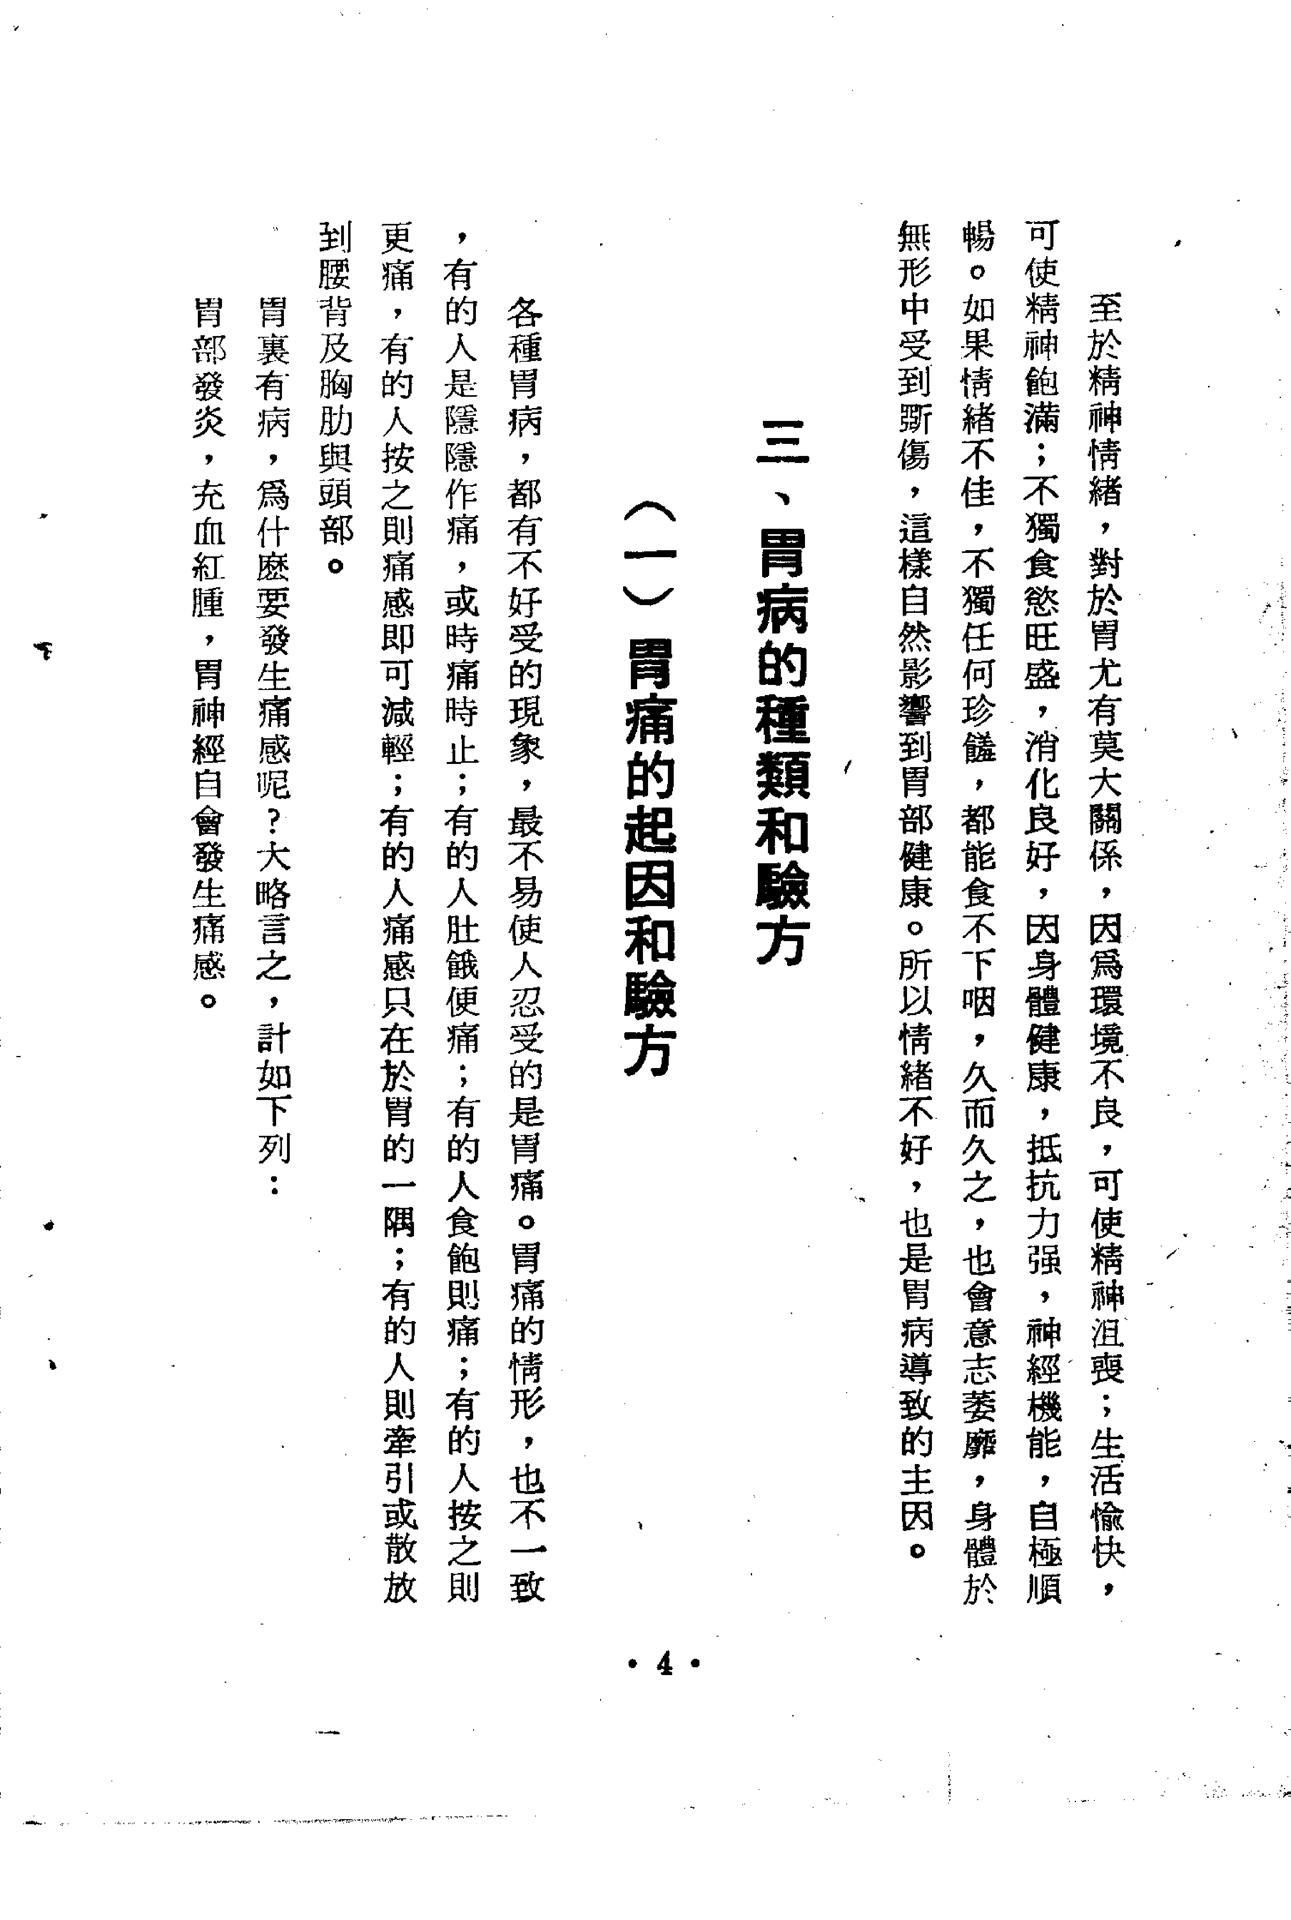 至於精神情緒，對於胃尤有莫大關係，因爲環境不良，可使精神沮喪；生活愉快，
可使精神飽滿；不獨食慾旺盛，消化良好，因身體健康，抵抗力强，神經機能，自極順
暢。如果情緒不佳，不獨任何珍饈，都能食不下咽，久而久之，也會意志萎靡，身體於
無形中受到斵傷，這樣自然影響到胃部健康。所以情緒不好，也是胃病導致的主因。
三、胃病的種類和驗方
（一）胃痛的起因和驗方
各種胃病，都有不好受的現象，最不易使人忍受的是胃痛。胃痛的情形，也不一致
，有的人是隱隱作痛，或時痛時止；有的人肚餓便痛；有的人食飽則痛；有的人按之則
更痛，有的人按之則痛感即可減輕；有的人痛感只在於胃的一隅；有的人則牽引或散放
到腰背及胸肋與頭部。
胃裏有病，爲什麽要發生痛感呢？大略言之，計如下列：
胃部發炎，充血紅腫，胃神經自會發生痛感。
• 4 •